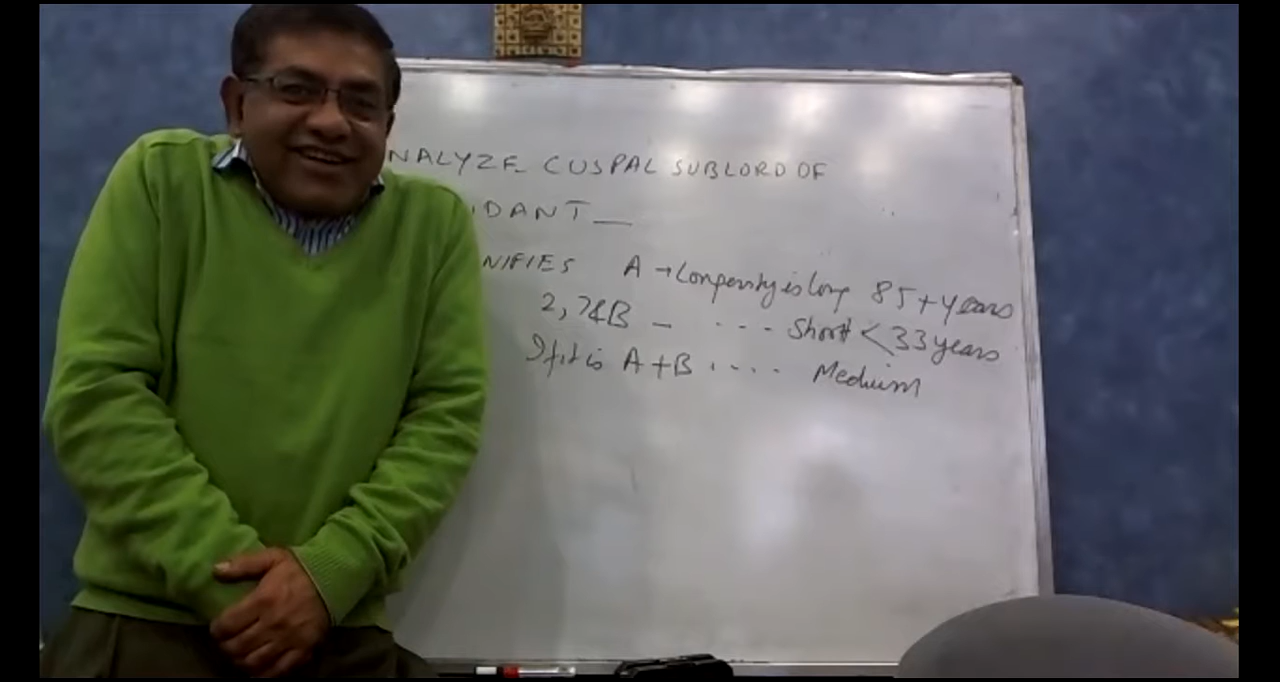 NALYZE CUSPAL SUBLORD OF
DANT_
NIFIES A → Longevity is long 85+ years
2,7&B - ... Short < 33 years
If it is A+B .... Medium